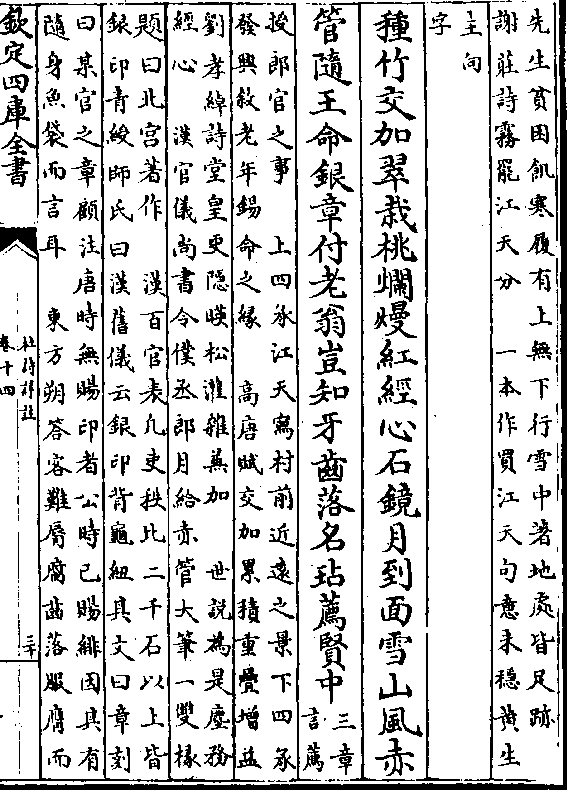 先生貧困飢寒履有上無下行雪中著地處皆足跡
謝莊詩霧罷江天分　一本作買江天句意未穩黃生
主句
字
種竹交加翠栽桃爛熳紅經心石鏡月到面雪山風赤
管隨王命銀章付老翁豈知牙齒落名玷薦賢中
三章
言薦
授郎官之事　上四承江天寫村前近遠之景下四承
發興敘老年錫命之緣　高唐賦交加累積重疊增益
劉孝綽詩堂皇更隱暎松灌雜蕪加　世說為是塵務
經心　漢官儀尚書令僕丞郎月給赤管大筆一雙椽
題曰北宮著作　漢百官表凡吏秩比二千石以上皆
銀印青綬師氏曰漢舊儀云銀印背龜紐其文曰章刻
曰某官之章顧注唐時無賜印者公時已賜緋因具有
隨身魚袋而言耳　東方朔答客難脣腐齒落服膺而
欽定四庫全書
杜詩詳註
卷十四
三十